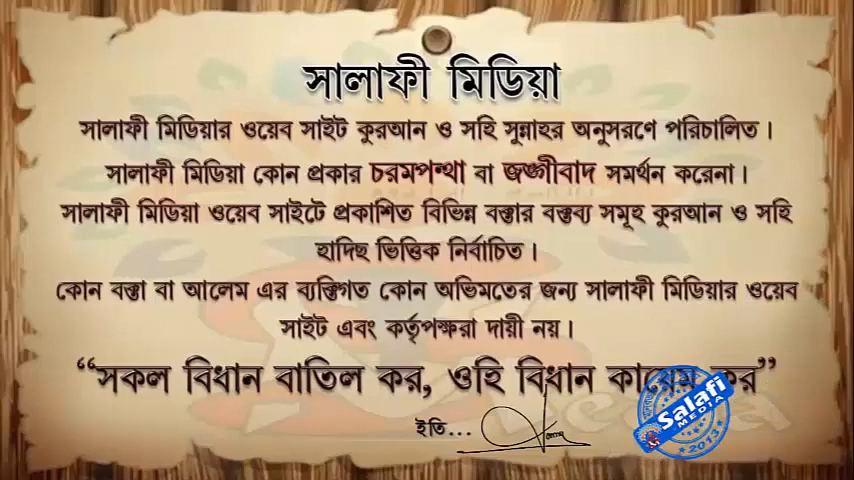 সালাফী মিডিয়া
সালাফী মিডিয়ার ওয়েব সাইট কুরআন ও সহি সুন্নাহর অনুসরণে পরিচালিত।
সালাফী মিডিয়া কোন প্রকার চরমপন্থা বা জঙ্গীবাদ সমর্থন করেনা।
সালাফী মিডিয়া ওয়েব সাইটে প্রকাশিত বিভিন্ন বক্তার বক্তব্য সমূহ কুরআন ও সহি
হাদিছ ভিত্তিক নির্বাচিত।
কোন বক্তা বা আলেম এর ব্যক্তিগত কোন অভিমতের জন্য সালাফী মিডিয়ার ওয়েব
সাইট এবং কর্তৃপক্ষরা দায়ী নয়।
“সকল বিধান বাতিল কর, ওহি বিধান কায়েম কর”
ইতি...
Salafi
MEDIA
2013